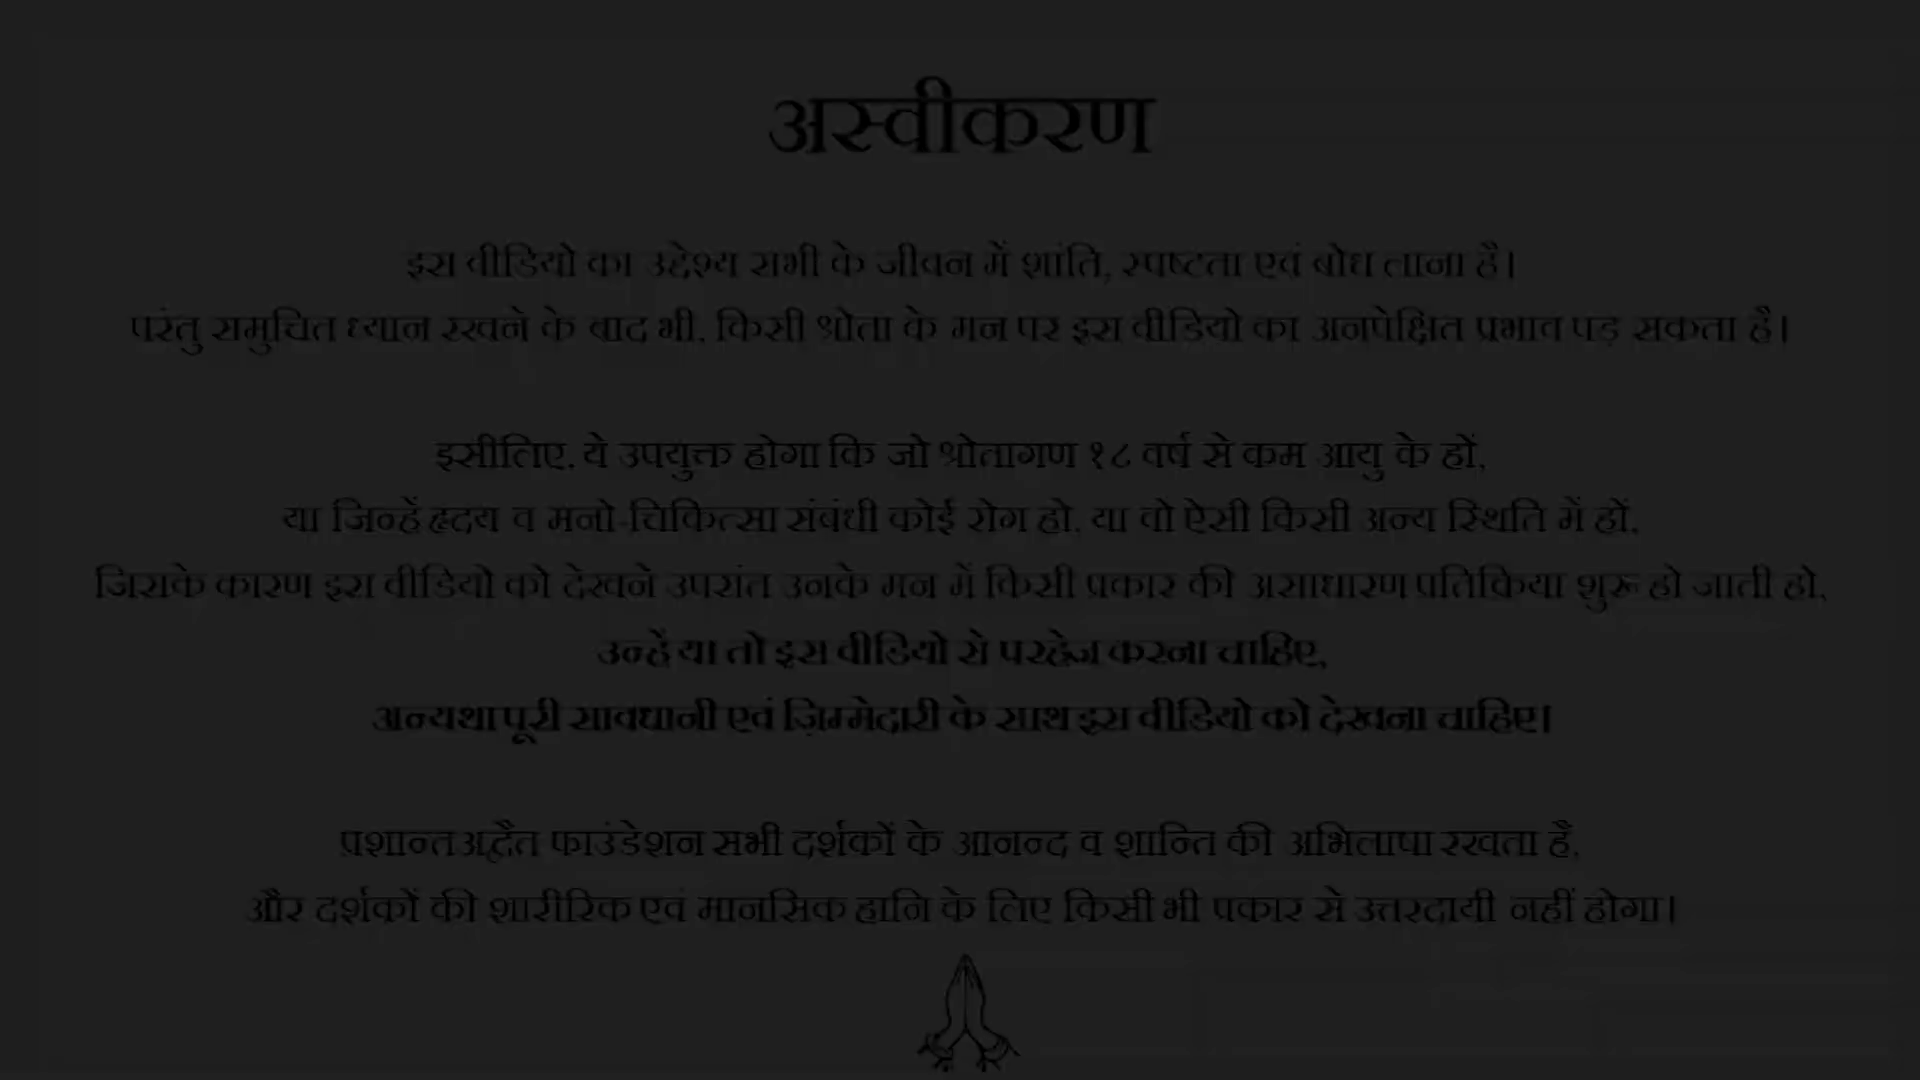 अस्वीकरण
इस वीडियो का उद्देश्य सभी के जीवन में शांति, स्पष्टता एवं बोध लाना है।
परंतु समुचित ध्यान रखने के बाद भी, किसी श्रोता के मन पर इस वीडियो का अनपेक्षित प्रभाव पड़ सकता है।
इसीलिए, ये उपयुक्त होगा कि जो श्रोतागण १८ वर्ष से कम आयु के हों,
या जिन्हें हृदय व मनो-चिकित्सा संबंधी कोई रोग हो, या वो ऐसी किसी अन्य स्थिति में हों,
जिसके कारण इस वीडियो को देखने उपरांत उनके मन में किसी प्रकार की असाधारण प्रतिक्रिया शुरू हो जाती हो,
उन्हें या तो इस वीडियो से परहेज करना चाहिए,
अन्यथा पूरी सावधानी एवं ज़िम्मेदारी के साथ इस वीडियो को देखना चाहिए।
प्रशान्तअद्वैत फाउंडेशन सभी दर्शकों के आनन्द व शान्ति की अभिलाषा रखता है,
और दर्शकों की शारीरिक एवं मानसिक हानि के लिए किसी भी प्रकार से उत्तरदायी नहीं होगा।